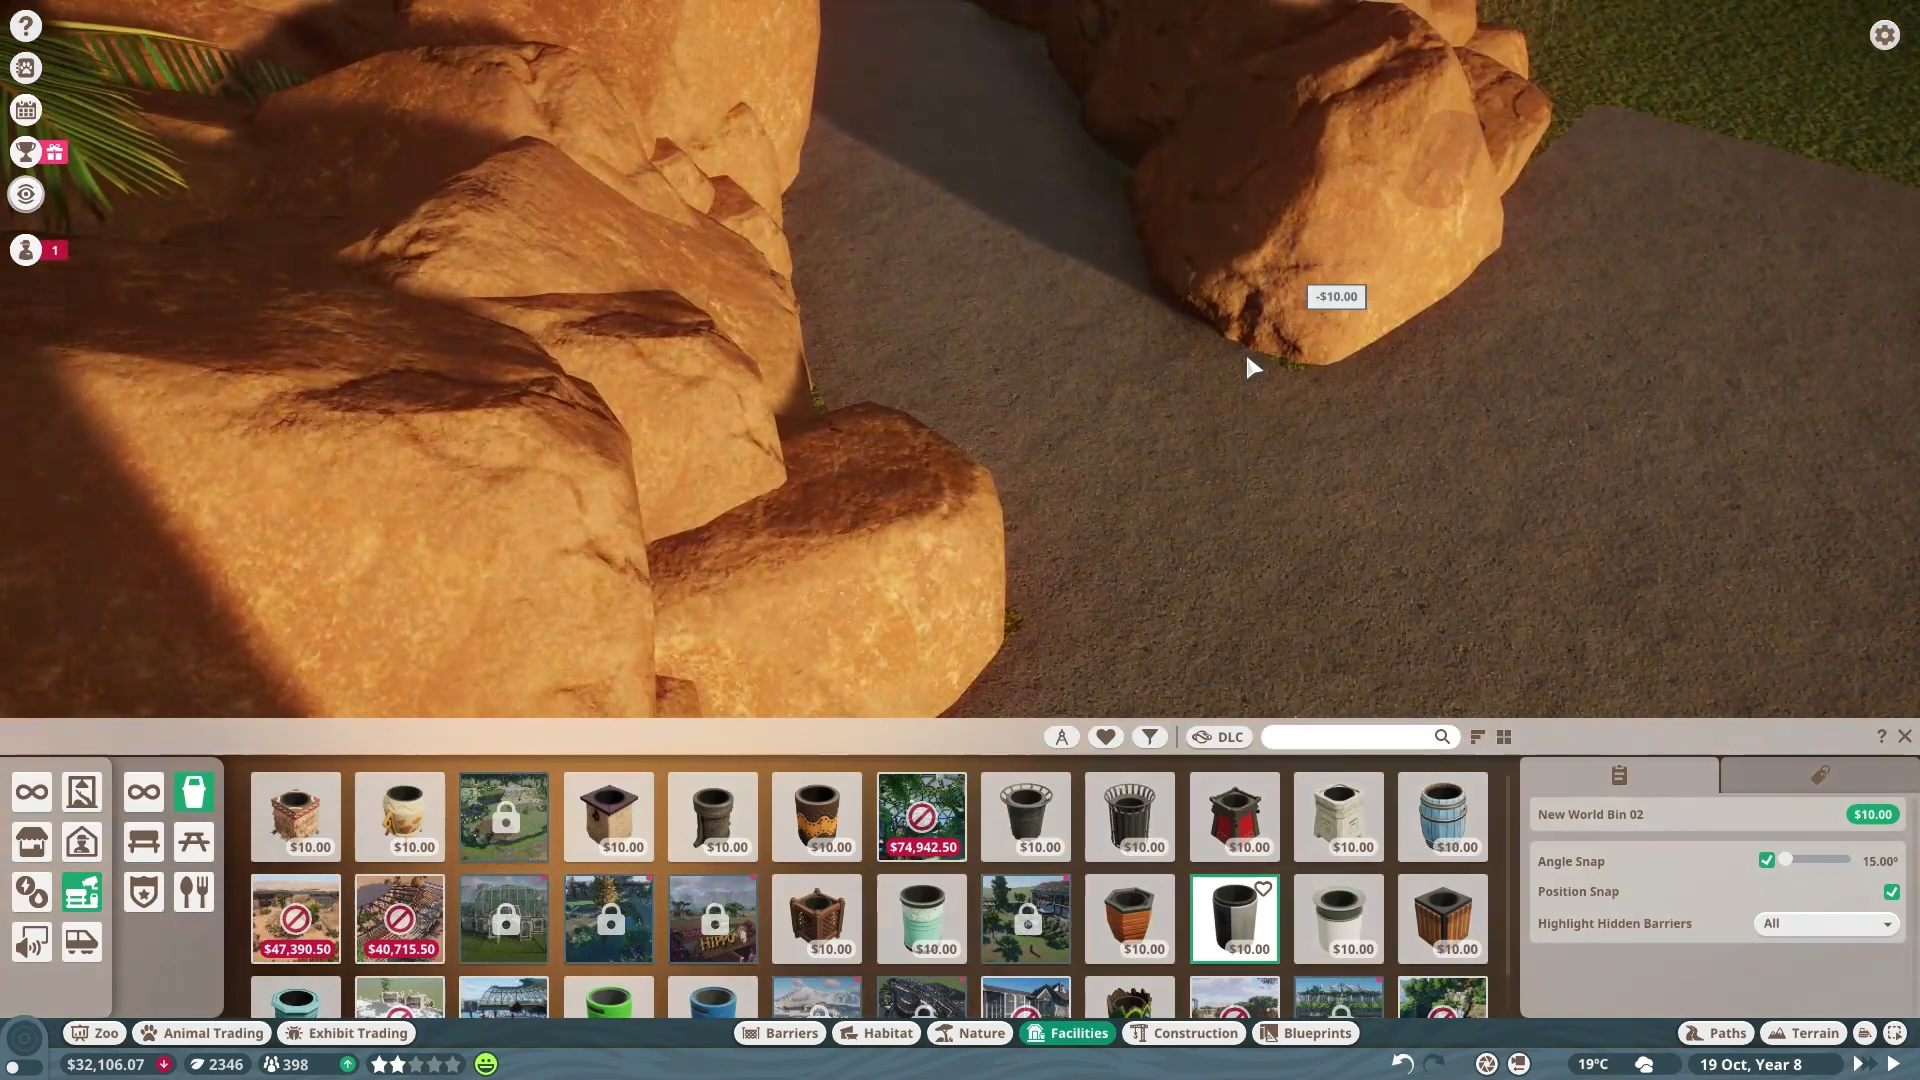 ?
1
-$10.00
DLC
?
$10.00
$10.00
$10.00
$10.00
$10.00
$74,942.50
$10.00
$10.00
$10.00
$10.00
$10.00
$47,390.50
$40,715.50
HIPPO
$10.00
$10.00
$10.00
$10.00
$10.00
$10.00
New World Bin 02
$10.00
Angle Snap
15.00°
Position Snap
Highlight Hidden Barriers
All
Zoo
Animal Trading
Exhibit Trading
Barriers
Habitat
Nature
Facilities
Construction
Blueprints
Paths
Terrain
$32,106.07
2346
398
19°C
19 Oct, Year 8